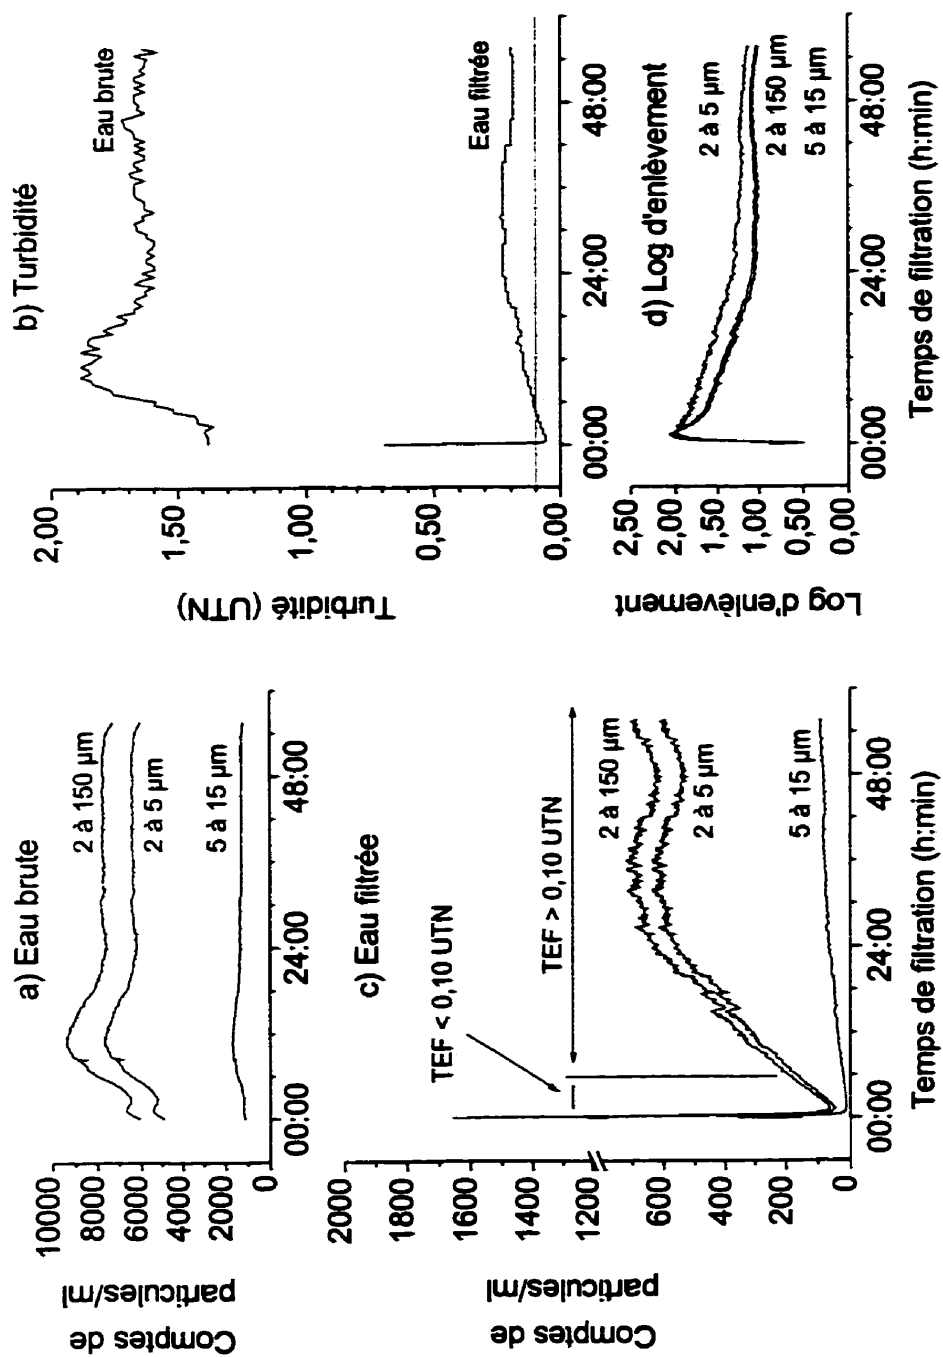 a) Eau brute
Comptes de
particules/ml
10000
8000
6000
4000
2000
0
2 à 150 µm
2 à 5 µm
5 à 15 µm
00:00
24:00
48:00
b) Turbidité
Turbidité (UTN)
2,00
1,50
1,00
0,50
0,00
Eau brute
Eau filtrée
00:00
24:00
48:00
c) Eau filtrée
Comptes de
particules/ml
2000
1800
1600
1400
1200
600
400
200
0
TEF < 0,10 UTN
TEF > 0,10 UTN
2 à 150 µm
2 à 5 µm
5 à 15 µm
00:00
24:00
48:00
Temps de filtration (h:min)
d) Log d'enlèvement
Log d'enlèvement
2,50
2,00
1,50
1,00
0,50
0,00
2 à 5 µm
2 à 150 µm
5 à 15 µm
00:00
24:00
48:00
Temps de filtration (h:min)